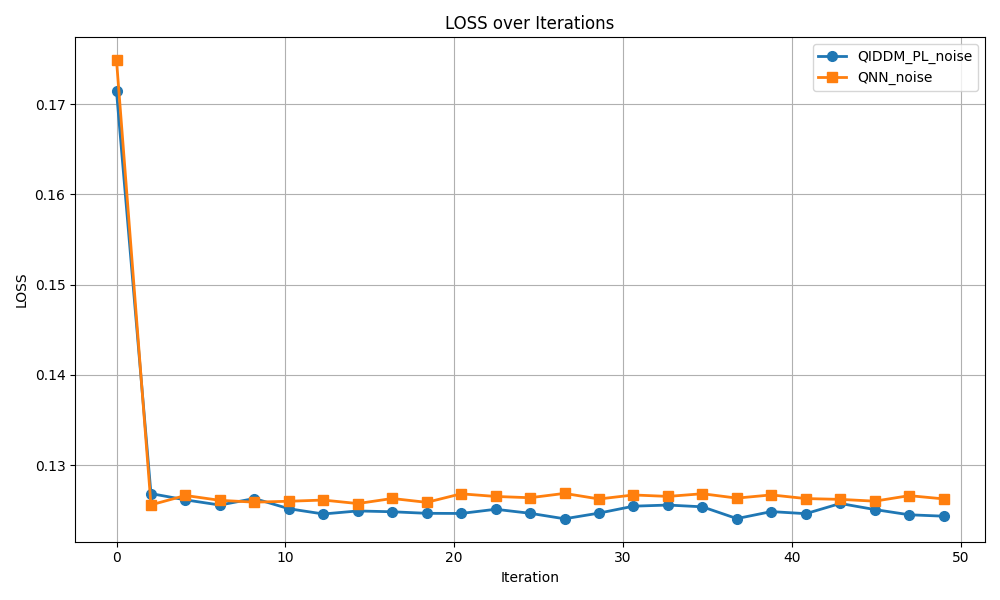 LOSS over Iterations
QIDDM_PL_noise
QNN_noise
LOSS
0.17
0.16
0.15
0.14
0.13
0 10 20 30 40 50
Iteration